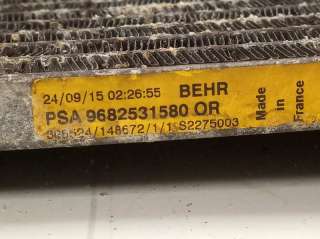 24/09/15 02:26:55 BEHR
PSA 9682531580 OR
/148672/1/1 S2275003
Made in France